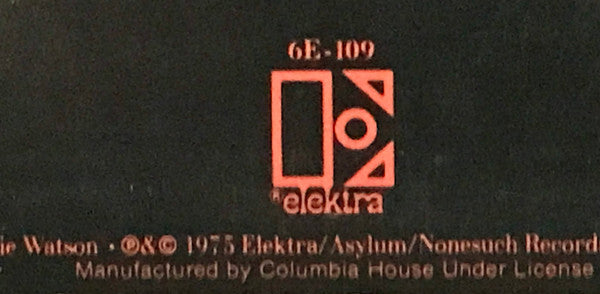 6E-109
® elektra
ie Watson · ℗&© 1975 Elektra/Asylum/Nonesuch Record
Manufactured by Columbia House Under License